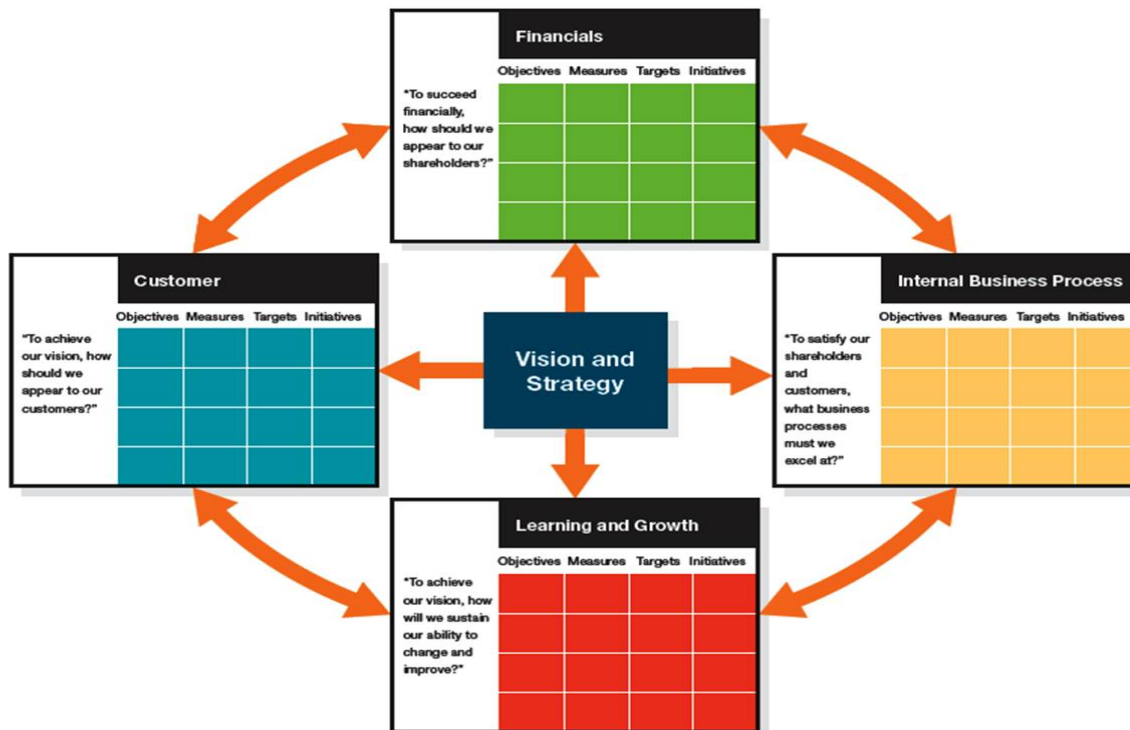 Financials
Objectives Measures Targets Initiatives
"To succeed
financially,
how should we
appear to our
shareholders?"
Customer
Objectives Measures Targets Initiatives
"To achieve
our vision, how
should we
appear to our
customers?"
Vision and
Strategy
Internal Business Process
Objectives Measures Targets Initiatives
"To satisfy our
shareholders
and
customers,
what business
processes
must we
excel at?"
Learning and Growth
Objectives Measures Targets Initiatives
"To achieve
our vision, how
will we sustain
our ability to
change and
improve?"